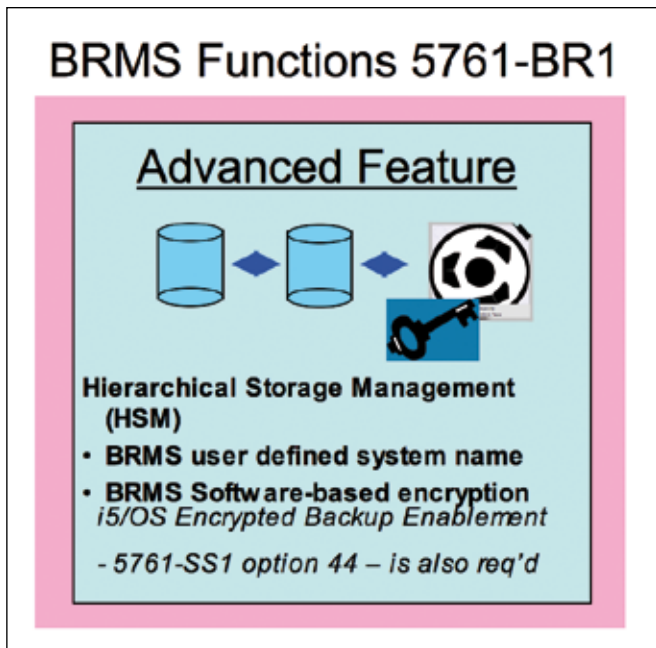 BRMS Functions 5761-BR1
Advanced Feature
Hierarchical Storage Management
(HSM)
• BRMS user defined system name
• BRMS Software-based encryption
i5/OS Encrypted Backup Enablement
- 5761-SS1 option 44 – is also req'd